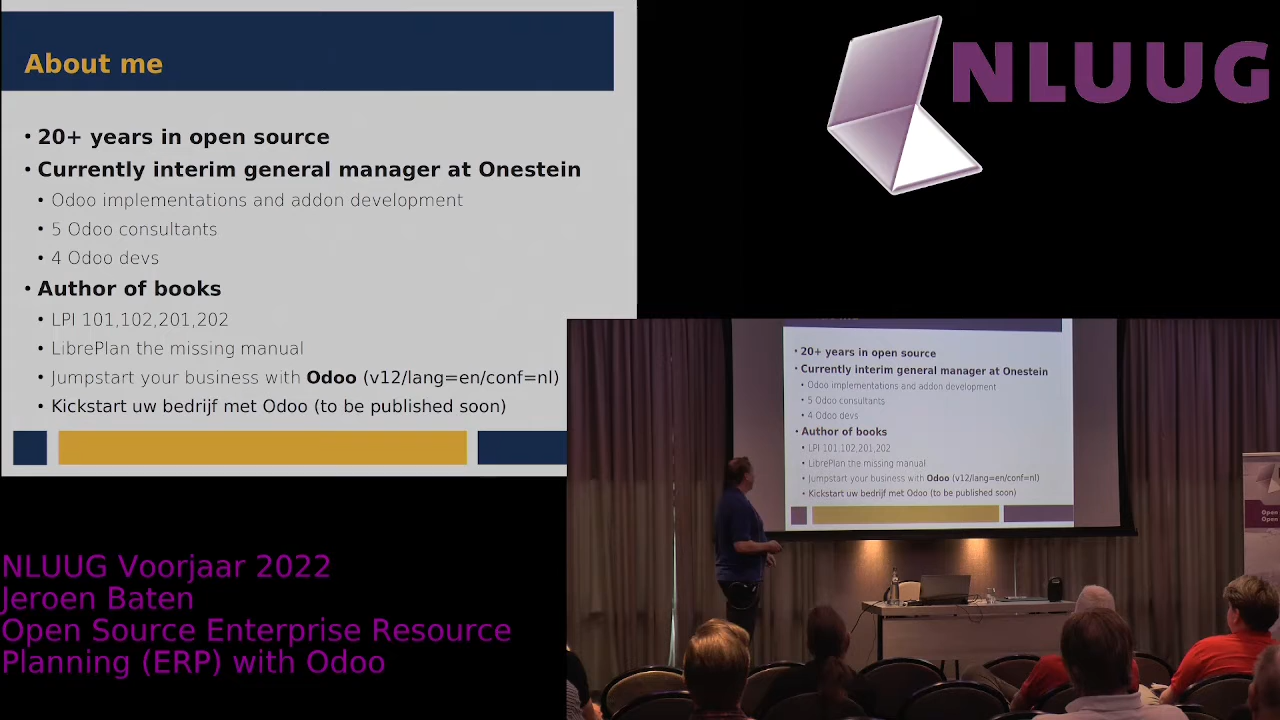 About me
• 20+ years in open source
• Currently interim general manager at Onestein
• Odoo implementations and addon development
• 5 Odoo consultants
• 4 Odoo devs
• Author of books
• LPI 101,102,201,202
• LibrePlan the missing manual
• Jumpstart your business with Odoo (v12/lang=en/conf=nl)
• Kickstart uw bedrijf met Odoo (to be published soon)
NLUUG
• 20+ years in open source
• Currently interim general manager at Onestein
• Odoo implementations and addon development
• 5 Odoo consultants
• 4 Odoo devs
• Author of books
• LPI 101,102,201,202
• LibrePlan the missing manual
• Jumpstart your business with Odoo (v12/lang=en/conf=nl)
• Kickstart uw bedrijf met Odoo (to be published soon)
Open
Open
NLUUG Voorjaar 2022
Jeroen Baten
Open Source Enterprise Resource
Planning (ERP) with Odoo